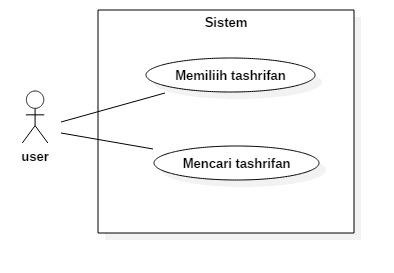 Sistem
Memiliih tashrifan
user
Mencari tashrifan